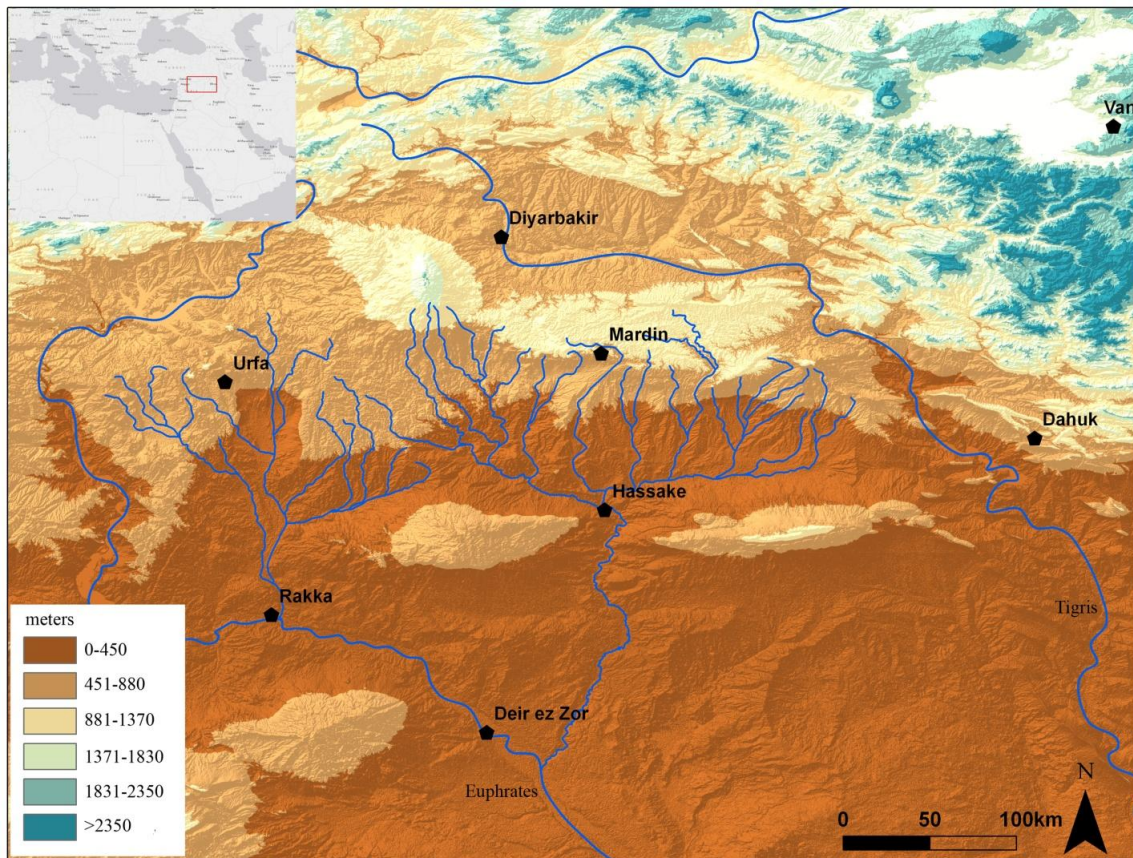 Van
Diyarbakir
Mardin
Urfa
Dahuk
Hassake
Rakka
Tigris
Deir ez Zor
Euphrates
meters
0-450
451-880
881-1370
1371-1830
1831-2350
>2350
N
0 50 100km